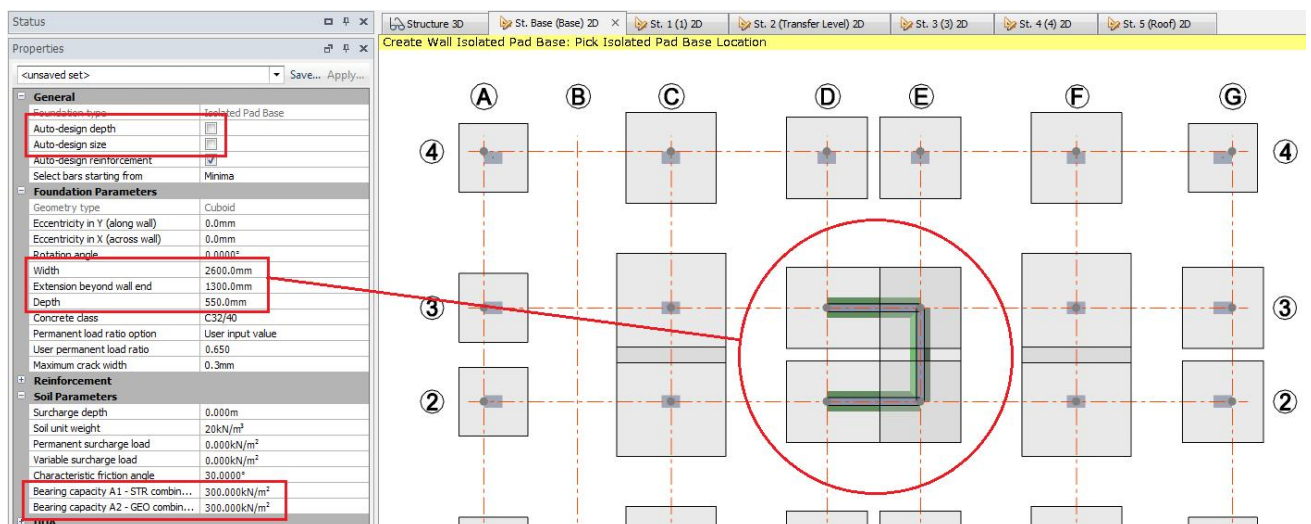 Status
Structure 3D St. Base (Base) 2D St. 1 (1) 2D St. 2 (Transfer Level) 2D St. 3 (3) 2D St. 4 (4) 2D St. 5 (Roof) 2D
Properties
Create Wall Isolated Pad Base: Pick Isolated Pad Base Location
<unsaved set> Save... Apply...
General
Foundation type Isolated Pad Base
Auto-design depth
Auto-design size
Auto-design reinforcement
Select bars starting from Minima
Foundation Parameters
Geometry type Cuboid
Eccentricity in Y (along wall) 0.0mm
Eccentricity in X (across wall) 0.0mm
Rotation angle 0.0000°
Width 2600.0mm
Extension beyond wall end 1300.0mm
Depth 550.0mm
Concrete class C32/40
Permanent load ratio option User input value
User permanent load ratio 0.650
Maximum crack width 0.3mm
Reinforcement
Soil Parameters
Surcharge depth 0.000m
Soil unit weight 20kN/m³
Permanent surcharge load 0.000kN/m²
Variable surcharge load 0.000kN/m²
Characteristic friction angle 30.0000°
Bearing capacity A1 - STR combin... 300.000kN/m²
Bearing capacity A2 - GEO combin... 300.000kN/m²
UDA
A B C D E F G
4 4
3 3
2 2